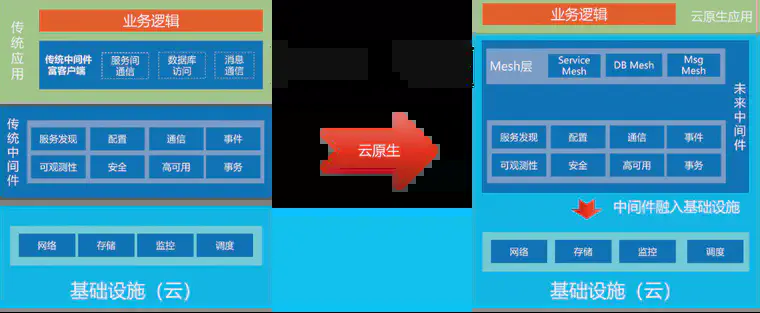 传统应用
业务逻辑
传统中间件
富客户端
服务间
通信
数据库
访问
消息
通信
传统中间件
服务发现
配置
通信
事件
可观测性
安全
高可用
事务
网络
存储
监控
调度
基础设施（云）
云原生
业务逻辑
云原生应用
Mesh层
Service
Mesh
DB Mesh
Msg
Mesh
未来中间件
服务发现
配置
通信
事件
可观测性
安全
高可用
事务
中间件融入基础设施
网络
存储
监控
调度
基础设施（云）